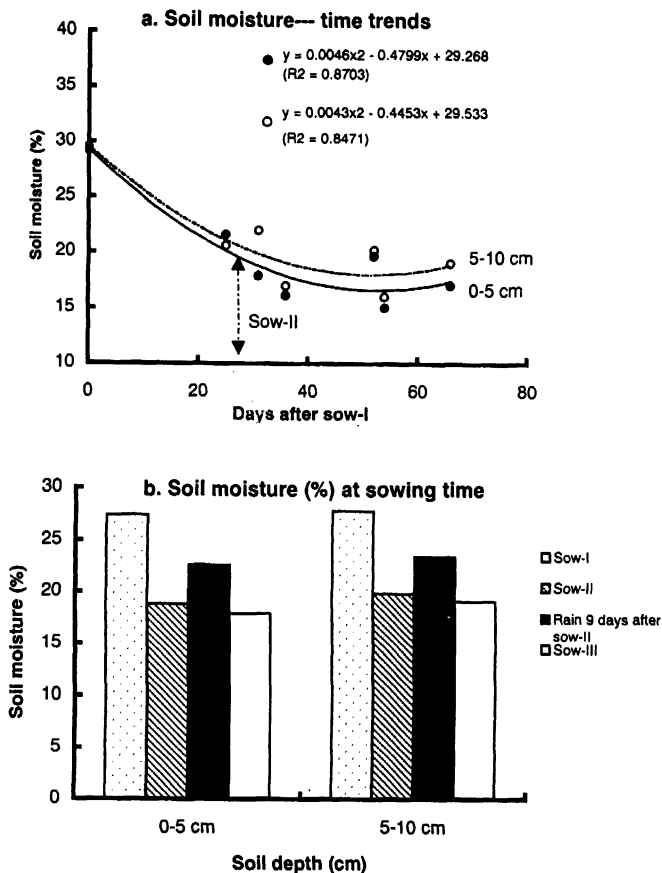 a. Soil moisture--- time trends
40
35
30
25
20
15
10
Soil moisture (%)
y = 0.0046x2 - 0.4799x + 29.268
(R2 = 0.8703)
y = 0.0043x2 - 0.4453x + 29.533
(R2 = 0.8471)
5-10 cm
0-5 cm
Sow-II
0 20 40 60 80
Days after sow-I
b. Soil moisture (%) at sowing time
30
25
20
15
10
5
0
Soil moisture (%)
Sow-I
Sow-II
Rain 9 days after
sow-II
Sow-III
0-5 cm 5-10 cm
Soil depth (cm)